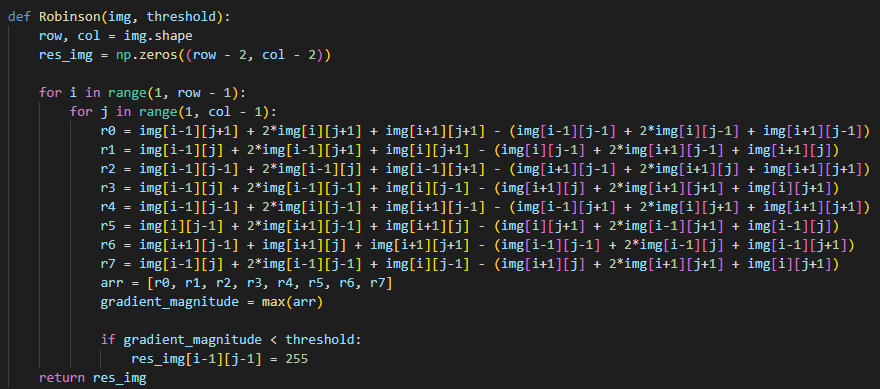 def Robinson(img, threshold):
    row, col = img.shape
    res_img = np.zeros((row - 2, col - 2))

    for i in range(1, row - 1):
        for j in range(1, col - 1):
            r0 = img[i-1][j+1] + 2*img[i][j+1] + img[i+1][j+1] - (img[i-1][j-1] + 2*img[i][j-1] + img[i+1][j-1])
            r1 = img[i-1][j] + 2*img[i-1][j+1] + img[i][j+1] - (img[i][j-1] + 2*img[i+1][j-1] + img[i+1][j])
            r2 = img[i-1][j-1] + 2*img[i-1][j] + img[i-1][j+1] - (img[i+1][j-1] + 2*img[i+1][j] + img[i+1][j+1])
            r3 = img[i-1][j] + 2*img[i-1][j-1] + img[i][j-1] - (img[i+1][j] + 2*img[i+1][j+1] + img[i][j+1])
            r4 = img[i-1][j-1] + 2*img[i][j-1] + img[i+1][j-1] - (img[i-1][j+1] + 2*img[i][j+1] + img[i+1][j+1])
            r5 = img[i][j-1] + 2*img[i+1][j-1] + img[i+1][j] - (img[i][j+1] + 2*img[i-1][j+1] + img[i-1][j])
            r6 = img[i+1][j-1] + img[i+1][j] + img[i+1][j+1] - (img[i-1][j-1] + 2*img[i-1][j] + img[i-1][j+1])
            r7 = img[i-1][j] + 2*img[i-1][j-1] + img[i][j-1] - (img[i+1][j] + 2*img[i+1][j+1] + img[i][j+1])
            arr = [r0, r1, r2, r3, r4, r5, r6, r7]
            gradient_magnitude = max(arr)

            if gradient_magnitude < threshold:
                res_img[i-1][j-1] = 255
    return res_img